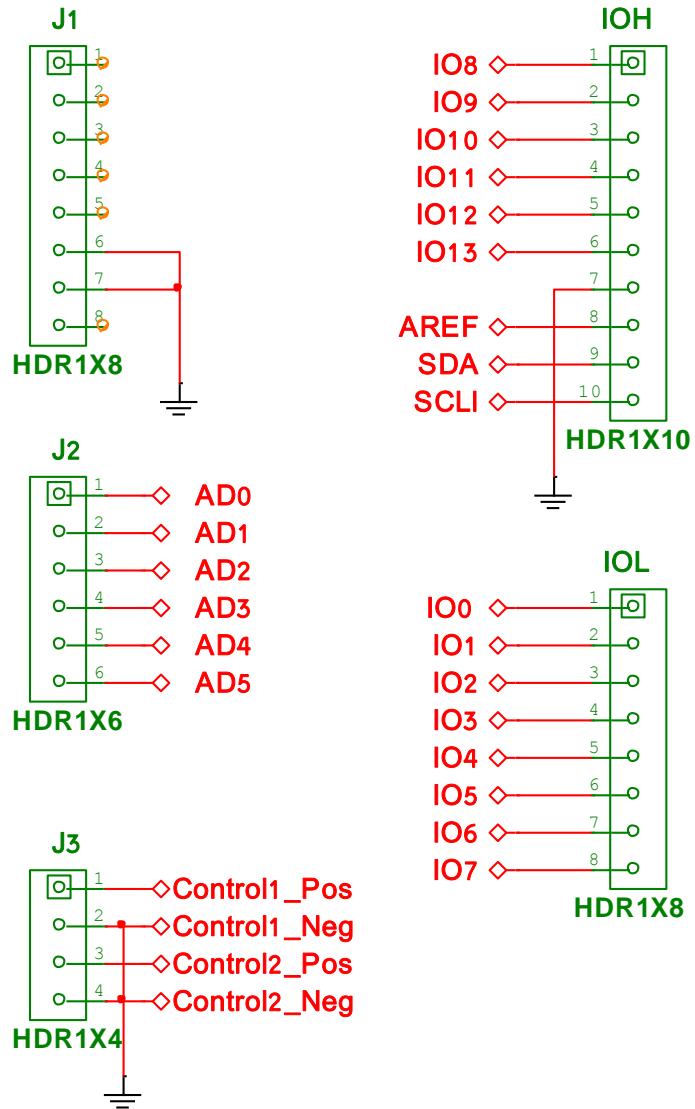 J1
1
2
3
4
5
6
7
8
HDR1X8
J2
1 AD0
2 AD1
3 AD2
4 AD3
5 AD4
6 AD5
HDR1X6
J3
1 Control1_Pos
2 Control1_Neg
3 Control2_Pos
4 Control2_Neg
HDR1X4
IOH
IO8 1
IO9 2
IO10 3
IO11 4
IO12 5
IO13 6
7
AREF 8
SDA 9
SCLI 10
HDR1X10
IOL
IO0 1
IO1 2
IO2 3
IO3 4
IO4 5
IO5 6
IO6 7
IO7 8
HDR1X8